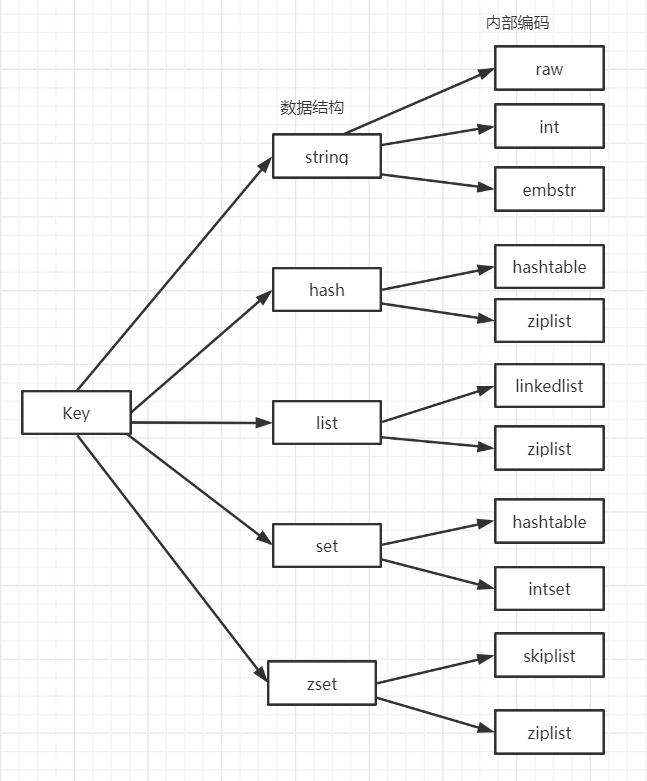 内部编码
raw
数据结构
int
string
embstr
hashtable
hash
ziplist
linkedlist
Key
list
ziplist
hashtable
set
intset
skiplist
zset
ziplist